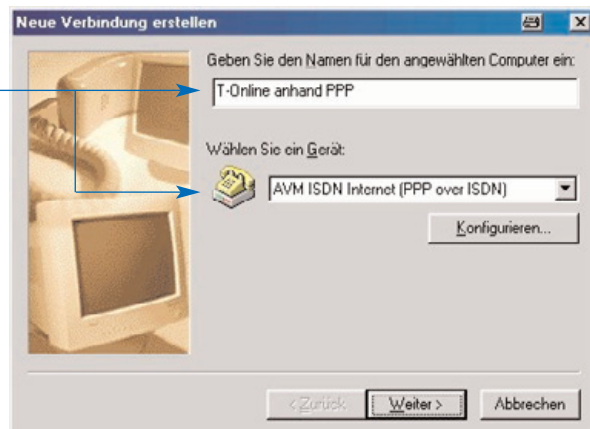 Neue Verbindung erstellen
Geben Sie den Namen für den angewählten Computer ein:
T-Online anhand PPP
Wählen Sie ein Gerät:
AVM ISDN Internet (PPP over ISDN)
Konfigurieren...
< Zurück
Weiter >
Abbrechen